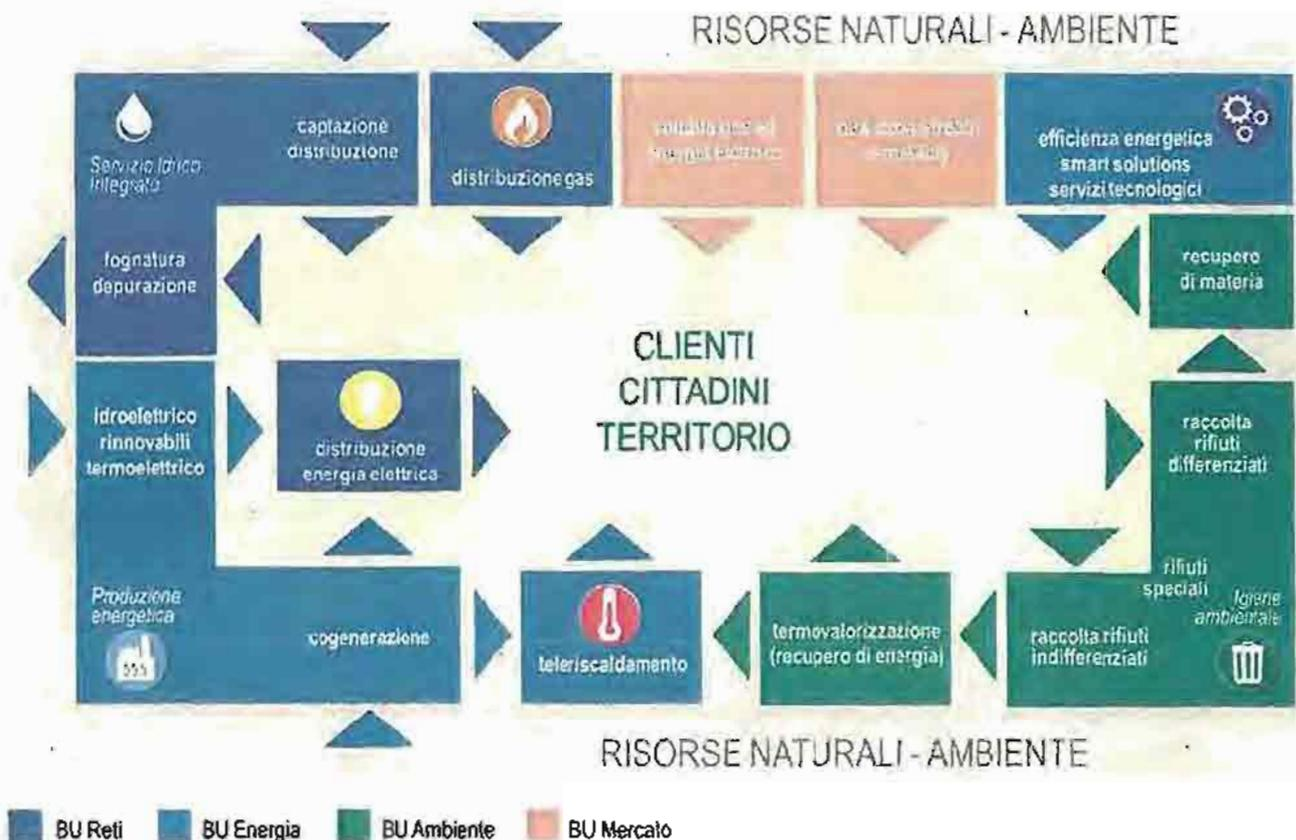 RISORSE NATURALI - AMBIENTE
Servizio Idrico
Integrato
captazione
distribuzione
distribuzione gas
efficienza energetica
smart solutions
servizi tecnologici
fognatura
depurazione
recupero
di materia
CLIENTI
CITTADINI
TERRITORIO
idroelettrico
rinnovabili
termoelettrico
distribuzione
energia elettrica
raccolta
rifiuti
differenziati
Produzione
energetica
cogenerazione
teleriscaldamento
termovalorizzazione
(recupero di energia)
rifiuti
speciali
Igiene
ambientale
raccolta rifiuti
indifferenziati
RISORSE NATURALI - AMBIENTE
BU Reti
BU Energia
BU Ambiente
BU Mercato